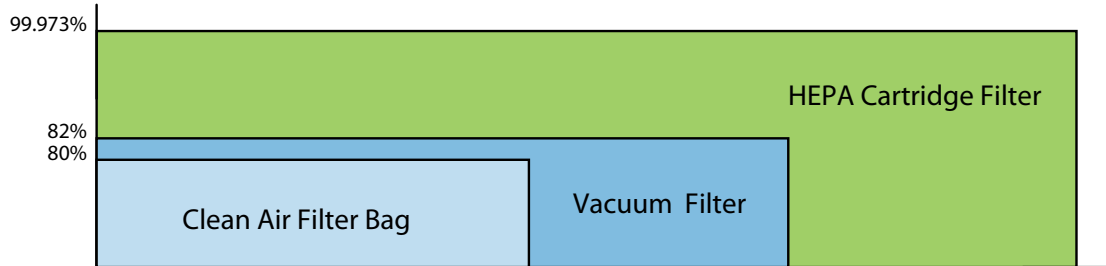 99.973%
HEPA Cartridge Filter
82%
80%
Vacuum Filter
Clean Air Filter Bag